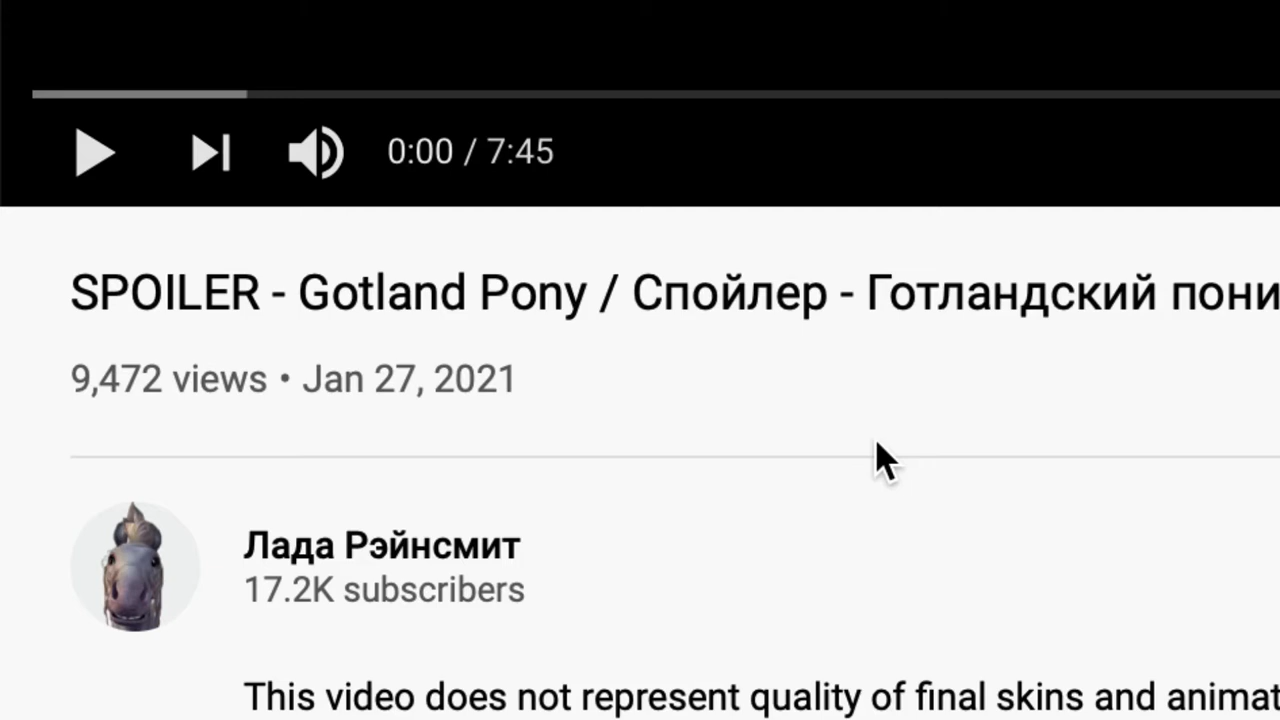 0:00 / 7:45
SPOILER - Gotland Pony / Спойлер - Готландский пони
9,472 views • Jan 27, 2021
Лада Рэйнсмит
17.2K subscribers
This video does not represent quality of final skins and animat